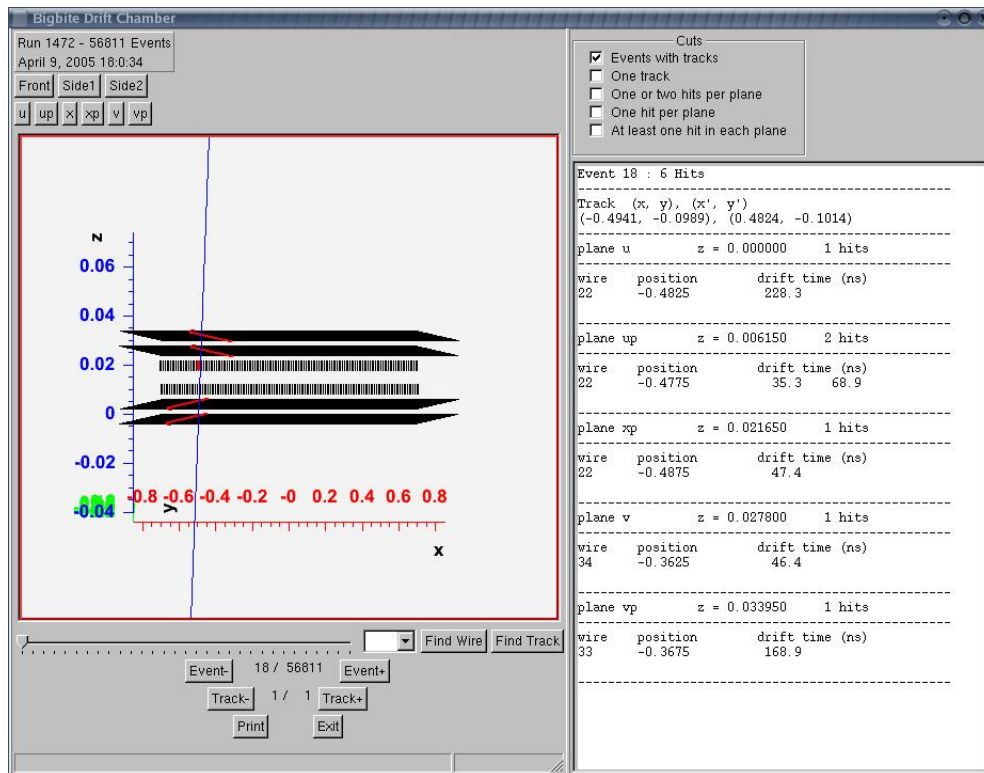 Bigbite Drift Chamber
Run 1472 - 56811 Events
April 9, 2005 18:0:34
Front Side1 Side2
u up x xp v vp
z
0.06
0.04
0.02
0
-0.02
-0.04
-0.8 -0.6 -0.4 -0.2 -0 0.2 0.4 0.6 0.8
y
x
Find Wire Find Track
Event- 18 / 56811 Event+
Track- 1 / 1 Track+
Print Exit
Cuts
Events with tracks
One track
One or two hits per plane
One hit per plane
At least one hit in each plane
Event 18 : 6 Hits
Track (x, y), (x', y')
(-0.4941, -0.0989), (0.4824, -0.1014)
plane u z = 0.000000 1 hits
wire position drift time (ns)
22 -0.4825 228.3
plane up z = 0.006150 2 hits
wire position drift time (ns)
22 -0.4775 35.3 68.9
plane xp z = 0.021650 1 hits
wire position drift time (ns)
22 -0.4875 47.4
plane v z = 0.027800 1 hits
wire position drift time (ns)
34 -0.3625 46.4
plane vp z = 0.033950 1 hits
wire position drift time (ns)
33 -0.3675 168.9